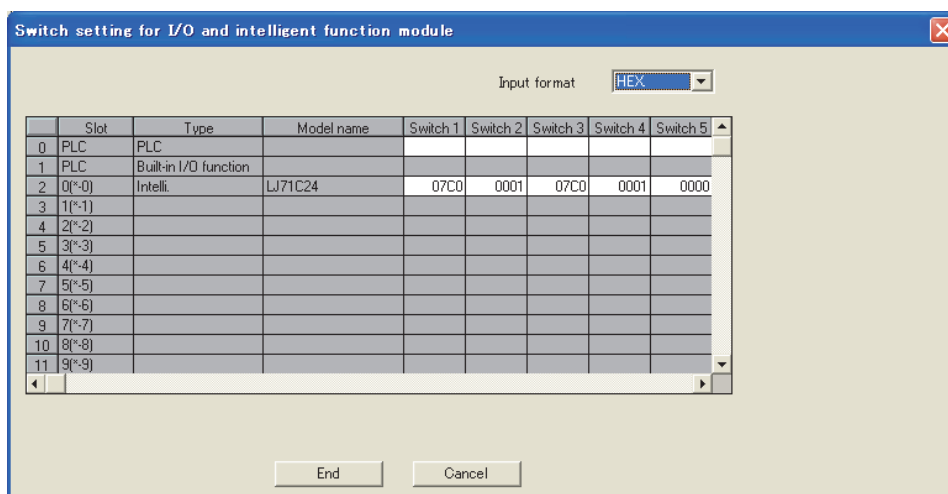 Switch setting for I/O and intelligent function module
Input format HEX
Slot Type Model name Switch 1 Switch 2 Switch 3 Switch 4 Switch 5
0 PLC PLC
1 PLC Built-in I/O function
2 0(*-0) Intelli. LJ71C24 07C0 0001 07C0 0001 0000
3 1(*-1)
4 2(*-2)
5 3(*-3)
6 4(*-4)
7 5(*-5)
8 6(*-6)
9 7(*-7)
10 8(*-8)
11 9(*-9)
End Cancel